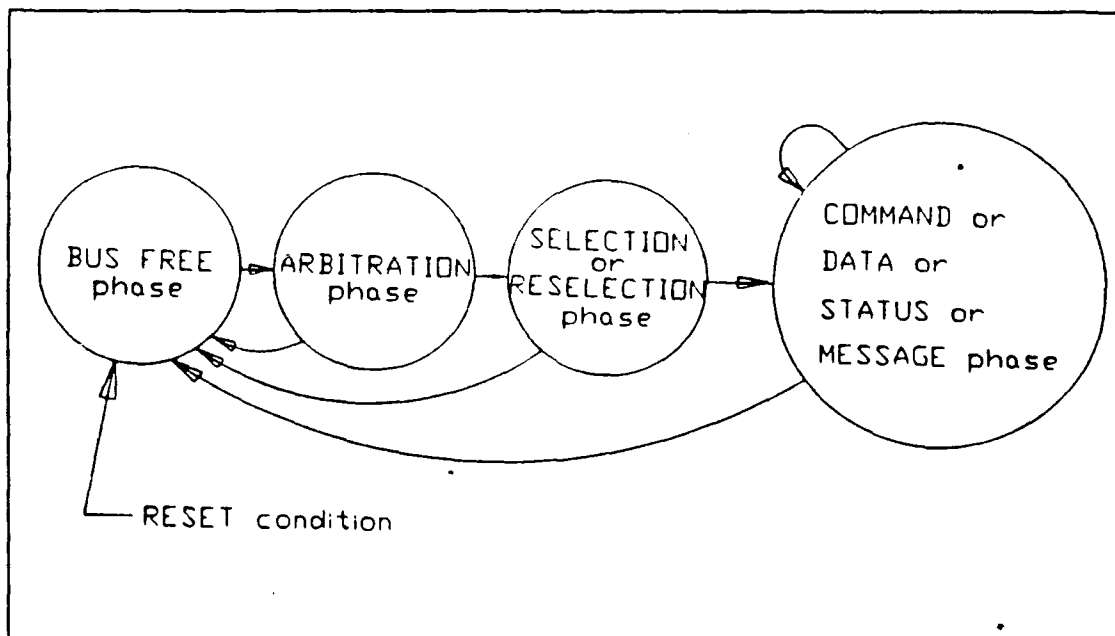 BUS FREE
phase
ARBITRATION
phase
SELECTION
or
RESELECTION
phase
COMMAND or
DATA or
STATUS or
MESSAGE phase
RESET condition